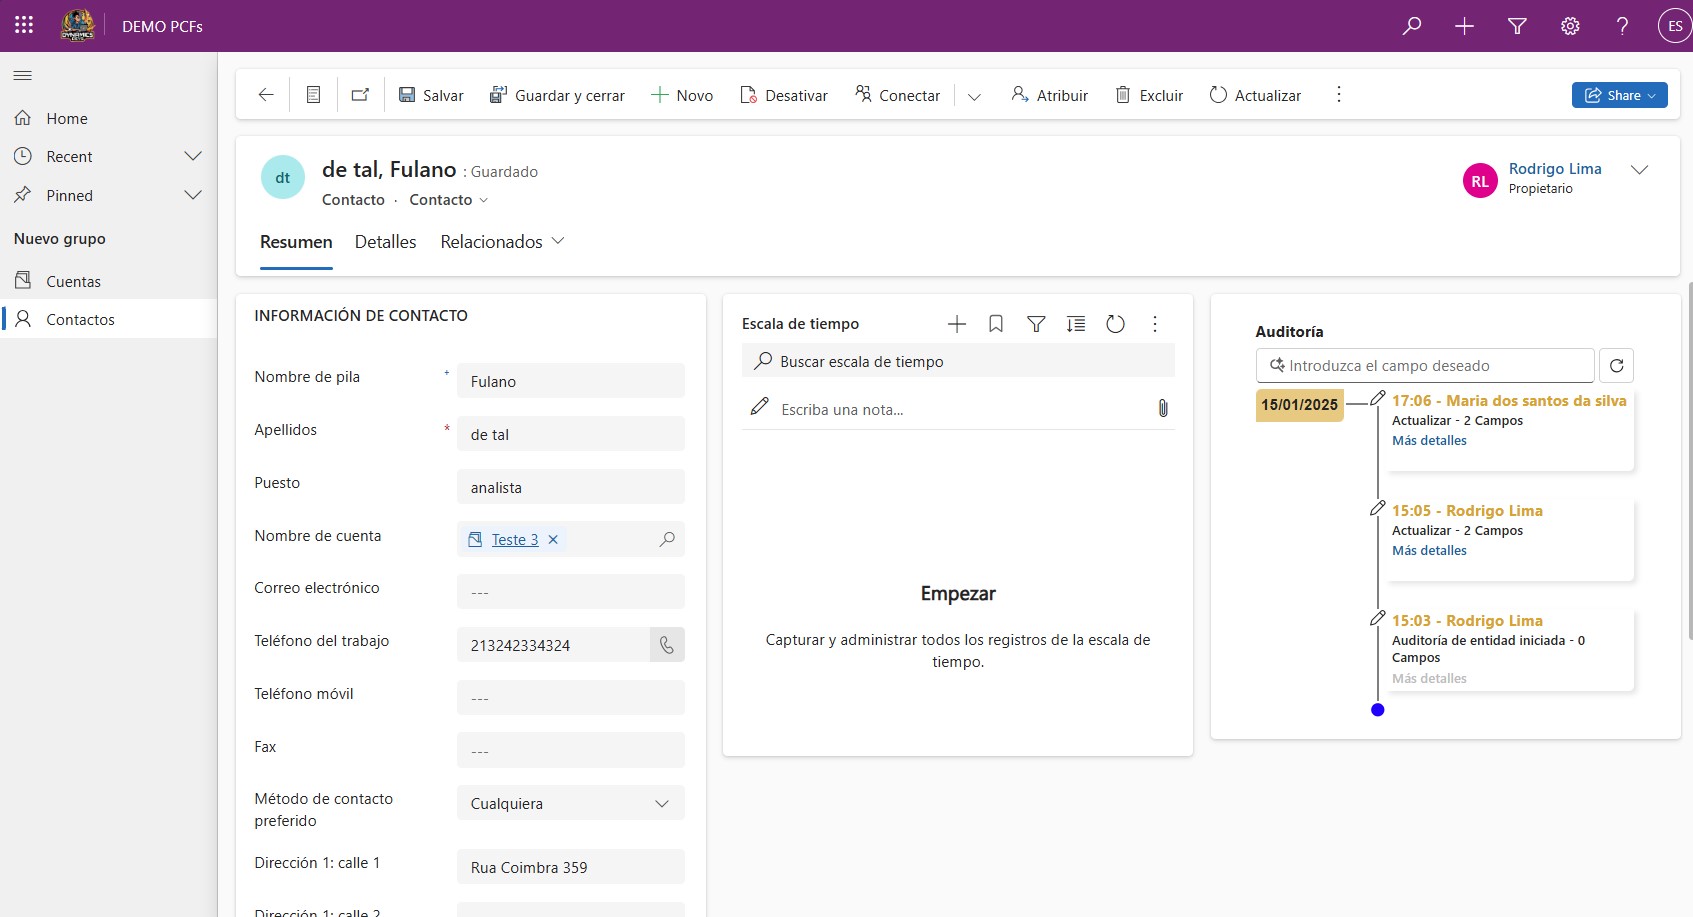 DEMO PCFs
ES
Home
Recent
Pinned
Nuevo grupo
Cuentas
Contactos
Salvar
Guardar y cerrar
Novo
Desativar
Conectar
Atribuir
Excluir
Actualizar
Share
dt
de tal, Fulano : Guardado
Contacto · Contacto
RL
Rodrigo Lima
Propietario
Resumen
Detalles
Relacionados
INFORMACIÓN DE CONTACTO
Nombre de pila
+
Fulano
Apellidos
*
de tal
Puesto
analista
Nombre de cuenta
Teste 3
Correo electrónico
---
Teléfono del trabajo
213242334324
Teléfono móvil
---
Fax
---
Método de contacto
preferido
Cualquiera
Dirección 1: calle 1
Rua Coimbra 359
Dirección 1: calle 2
Escala de tiempo
Buscar escala de tiempo
Escriba una nota...
Empezar
Capturar y administrar todos los registros de la escala de
tiempo.
Auditoría
Introduzca el campo deseado
15/01/2025
17:06 - Maria dos santos da silva
Actualizar - 2 Campos
Más detalles
15:05 - Rodrigo Lima
Actualizar - 2 Campos
Más detalles
15:03 - Rodrigo Lima
Auditoría de entidad iniciada - 0
Campos
Más detalles